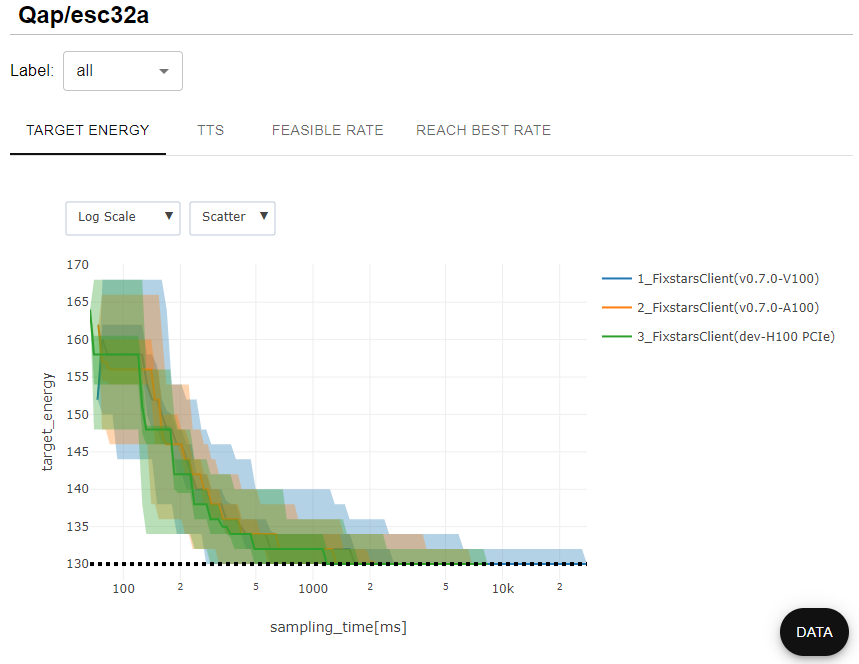 Qap/esc32a
Label: all
TARGET ENERGY TTS FEASIBLE RATE REACH BEST RATE
Log Scale ▼ Scatter ▼
170
165
160
155
150
145
140
135
130
target_energy
100 2 5 1000 2 5 10k 2
sampling_time[ms]
1_FixstarsClient(v0.7.0-V100)
2_FixstarsClient(v0.7.0-A100)
3_FixstarsClient(dev-H100 PCIe)
DATA